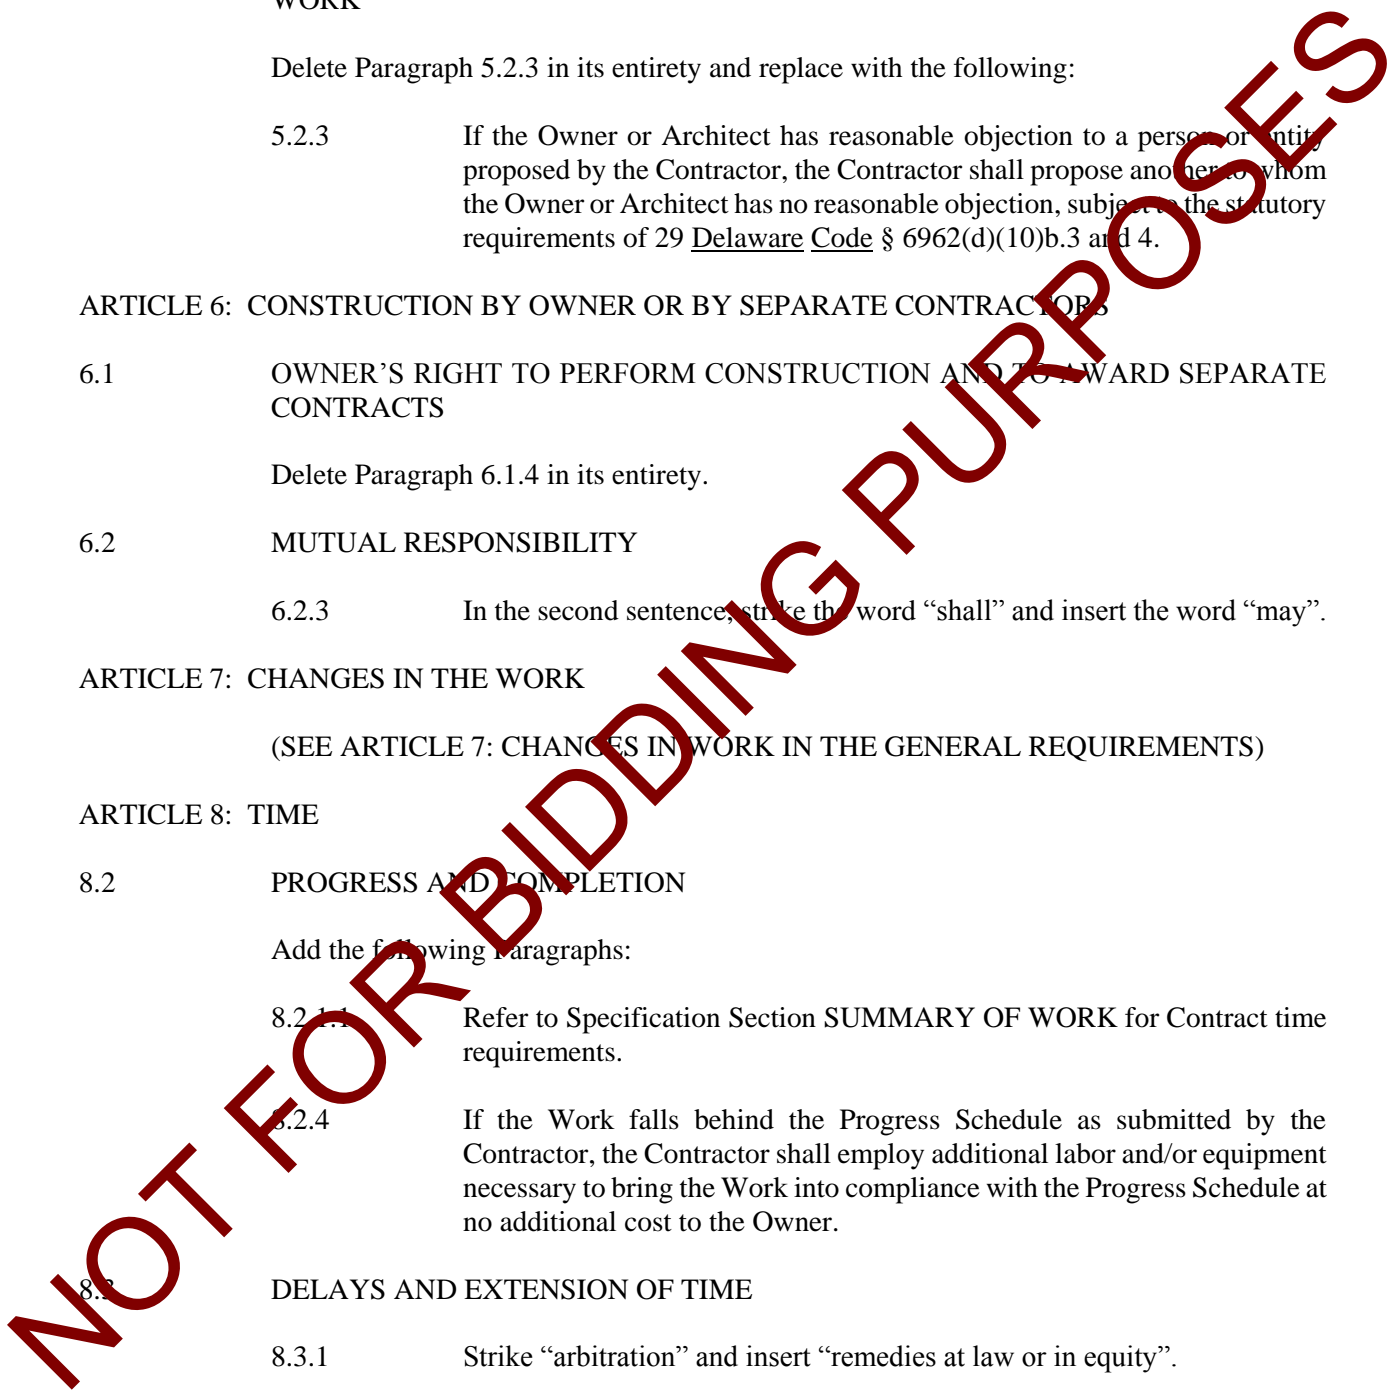 WORK
Delete Paragraph 5.2.3 in its entirety and replace with the following:
5.2.3 If the Owner or Architect has reasonable objection to a person or entity
proposed by the Contractor, the Contractor shall propose another to whom
the Owner or Architect has no reasonable objection, subject to the statutory
requirements of 29 Delaware Code § 6962(d)(10)b.3 and 4.
ARTICLE 6: CONSTRUCTION BY OWNER OR BY SEPARATE CONTRACTORS
6.1 OWNER’S RIGHT TO PERFORM CONSTRUCTION AND TO AWARD SEPARATE
CONTRACTS
Delete Paragraph 6.1.4 in its entirety.
6.2 MUTUAL RESPONSIBILITY
6.2.3 In the second sentence, strike the word “shall” and insert the word “may”.
ARTICLE 7: CHANGES IN THE WORK
(SEE ARTICLE 7: CHANGES IN WORK IN THE GENERAL REQUIREMENTS)
ARTICLE 8: TIME
8.2 PROGRESS AND COMPLETION
Add the following Paragraphs:
8.2.1.1 Refer to Specification Section SUMMARY OF WORK for Contract time
requirements.
8.2.4 If the Work falls behind the Progress Schedule as submitted by the
Contractor, the Contractor shall employ additional labor and/or equipment
necessary to bring the Work into compliance with the Progress Schedule at
no additional cost to the Owner.
8.3 DELAYS AND EXTENSION OF TIME
8.3.1 Strike “arbitration” and insert “remedies at law or in equity”.
NOT FOR BIDDING PURPOSES